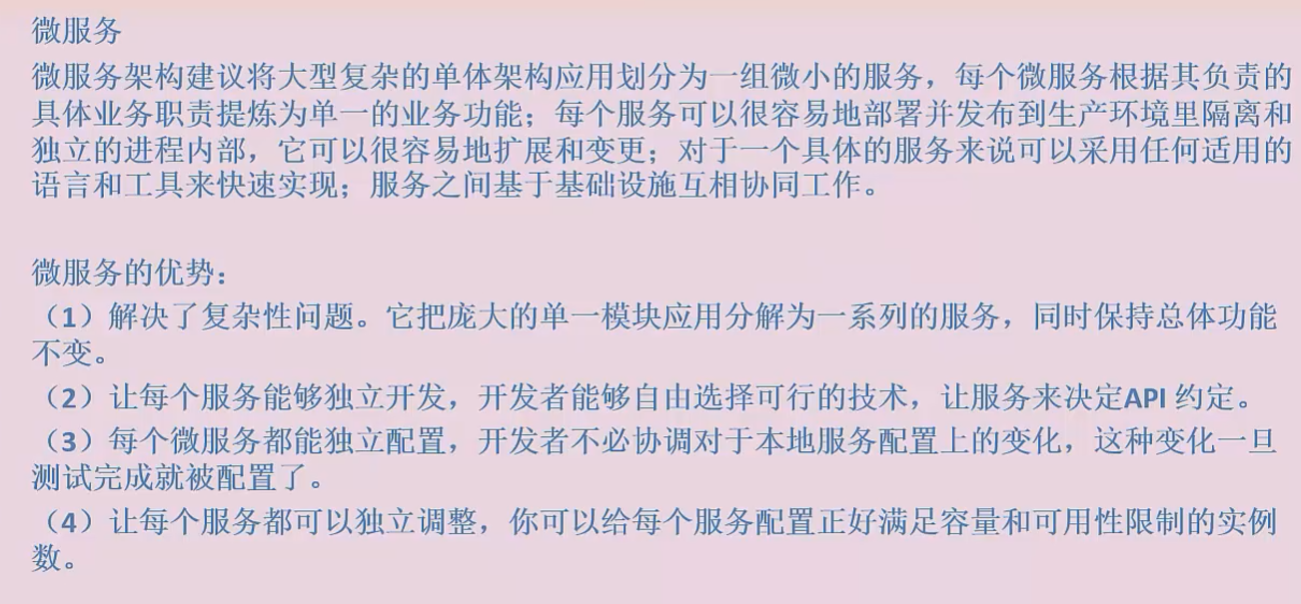 微服务
微服务架构建议将大型复杂的单体架构应用划分为一组微小的服务，每个微服务根据其负责的
具体业务职责提炼为单一的业务功能；每个服务可以很容易地部署并发布到生产环境里隔离和
独立的进程内部，它可以很容易地扩展和变更；对于一个具体的服务来说可以采用任何适用的
语言和工具来快速实现；服务之间基于基础设施互相协同工作。
微服务的优势：
（1）解决了复杂性问题。它把庞大的单一模块应用分解为一系列的服务，同时保持总体功能
不变。
（2）让每个服务能够独立开发，开发者能够自由选择可行的技术，让服务来决定API 约定。
（3）每个微服务都能独立配置，开发者不必协调对于本地服务配置上的变化，这种变化一旦
测试完成就被配置了。
（4）让每个服务都可以独立调整，你可以给每个服务配置正好满足容量和可用性限制的实例
数。